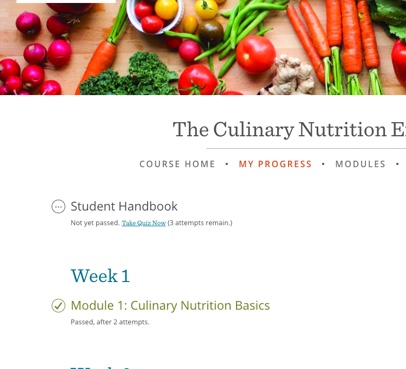 The Culinary Nutrition E
COURSE HOME • MY PROGRESS • MODULES •
Student Handbook
Not yet passed. Take Quiz Now (3 attempts remain.)
Week 1
Module 1: Culinary Nutrition Basics
Passed, after 2 attempts.